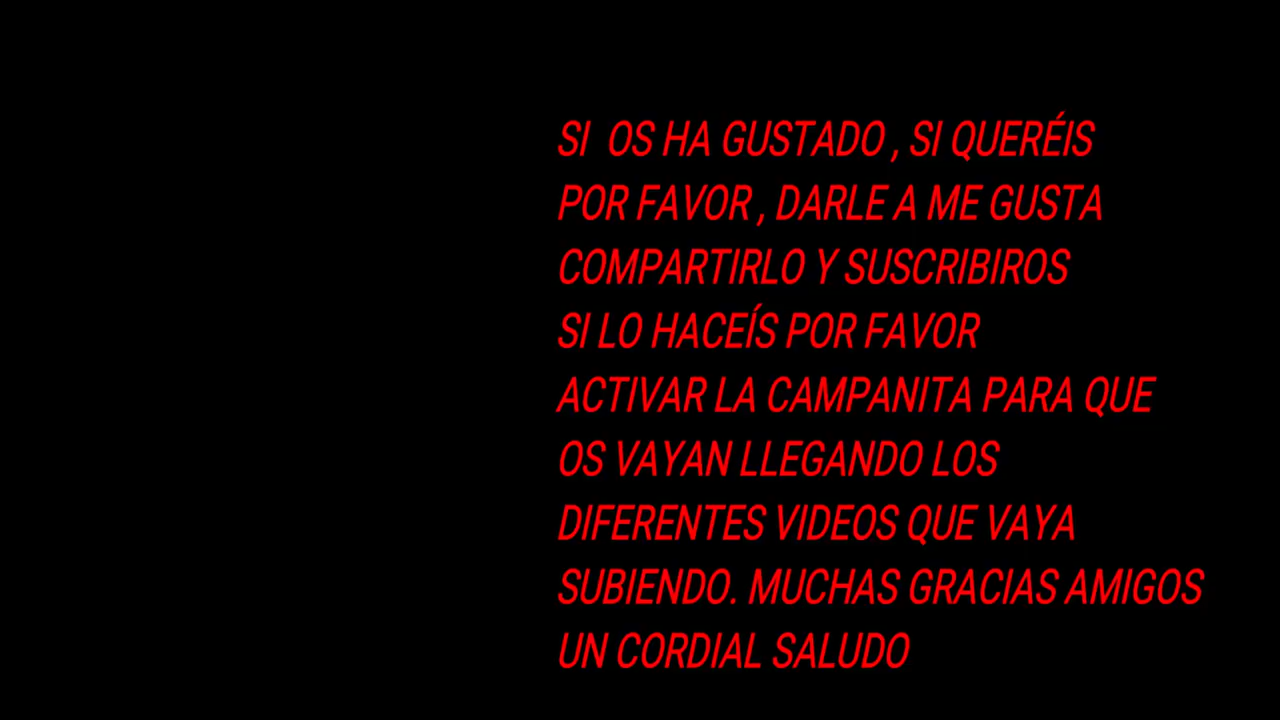 SI  OS HA GUSTADO , SI QUERÉIS
POR FAVOR , DARLE A ME GUSTA
COMPARTIRLO Y SUSCRIBIROS
SI LO HACEÍS POR FAVOR
ACTIVAR LA CAMPANITA PARA QUE
OS VAYAN LLEGANDO LOS
DIFERENTES VIDEOS QUE VAYA
SUBIENDO. MUCHAS GRACIAS AMIGOS
UN CORDIAL SALUDO